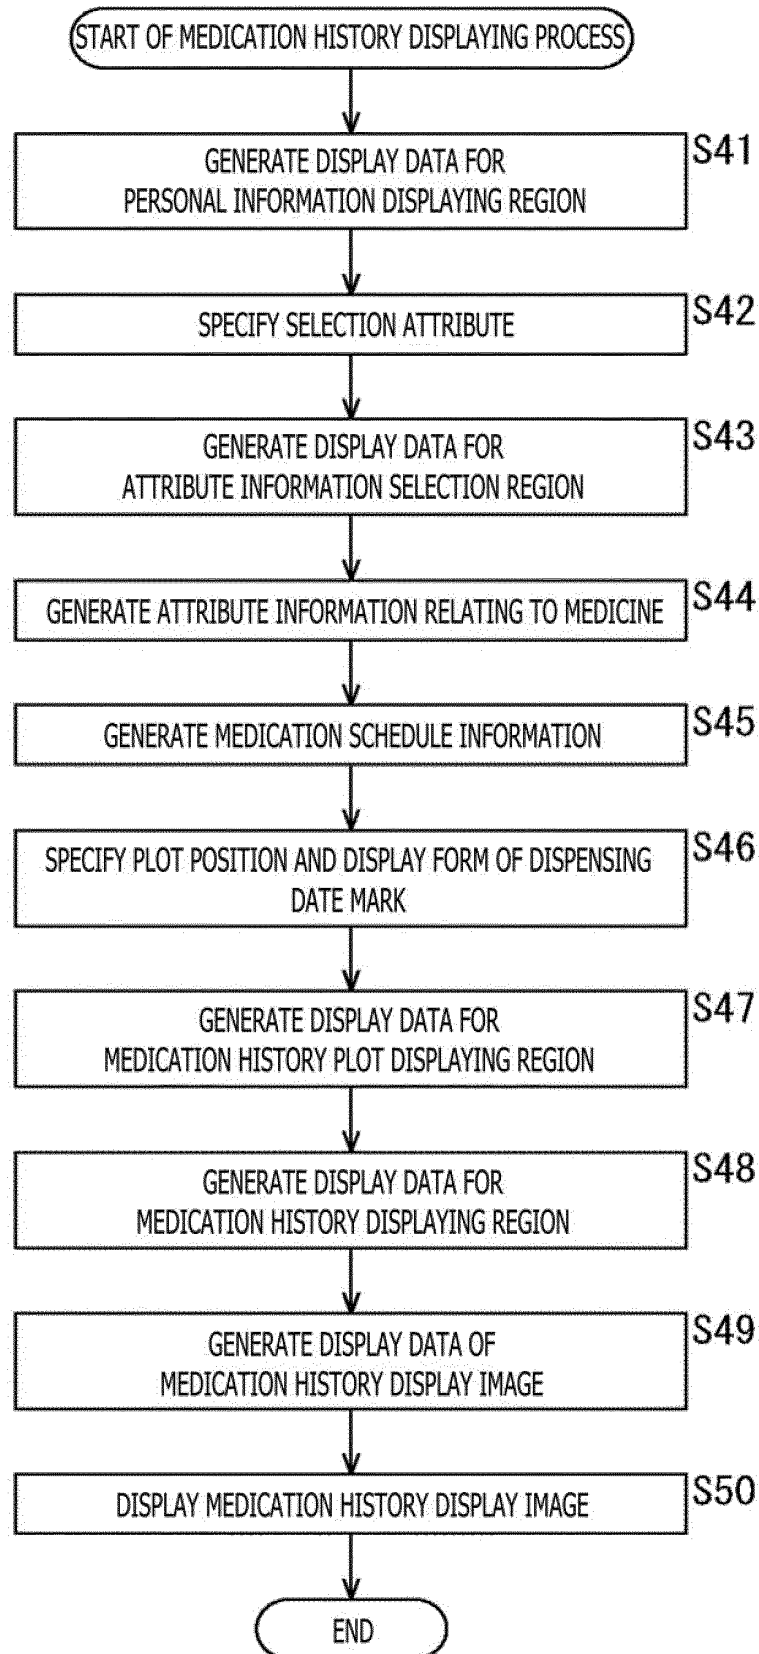 START OF MEDICATION HISTORY DISPLAYING PROCESS
S41
GENERATE DISPLAY DATA FOR
PERSONAL INFORMATION DISPLAYING REGION
S42
SPECIFY SELECTION ATTRIBUTE
S43
GENERATE DISPLAY DATA FOR
ATTRIBUTE INFORMATION SELECTION REGION
S44
GENERATE ATTRIBUTE INFORMATION RELATING TO MEDICINE
S45
GENERATE MEDICATION SCHEDULE INFORMATION
S46
SPECIFY PLOT POSITION AND DISPLAY FORM OF DISPENSING
DATE MARK
S47
GENERATE DISPLAY DATA FOR
MEDICATION HISTORY PLOT DISPLAYING REGION
S48
GENERATE DISPLAY DATA FOR
MEDICATION HISTORY DISPLAYING REGION
S49
GENERATE DISPLAY DATA OF
MEDICATION HISTORY DISPLAY IMAGE
S50
DISPLAY MEDICATION HISTORY DISPLAY IMAGE
END